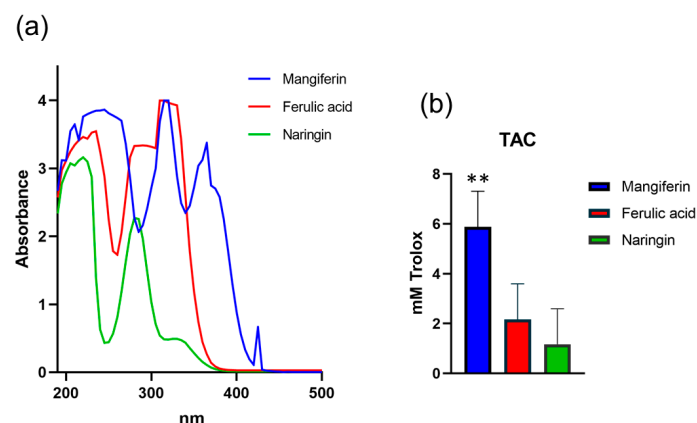 (a)
Mangiferin
Ferulic acid
Naringin
Absorbance
4
3
2
1
0
200
300
400
500
nm
(b)
TAC
**
Mangiferin
Ferulic acid
Naringin
mM Trolox
8
6
4
2
0